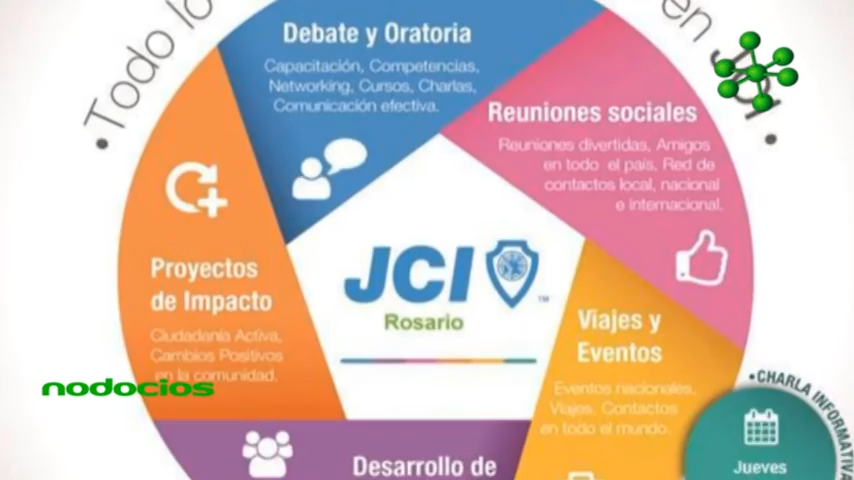 •Todo lo
en JCI•
Debate y Oratoria
Capacitación, Competencias,
Networking, Cursos, Charlas,
Comunicación efectiva.
Reuniones sociales
Reuniones divertidas, Amigos
en todo el país, Red de
contactos local, nacional
e internacional.
Proyectos
de Impacto
Ciudadanía Activa,
Cambios Positivos
en la comunidad.
JCI
™
Rosario
Viajes y
Eventos
Eventos nacionales,
Viajes, Contactos
en todo el mundo.
nodocios
•CHARLA INFORMATIVA
Jueves
Desarrollo de